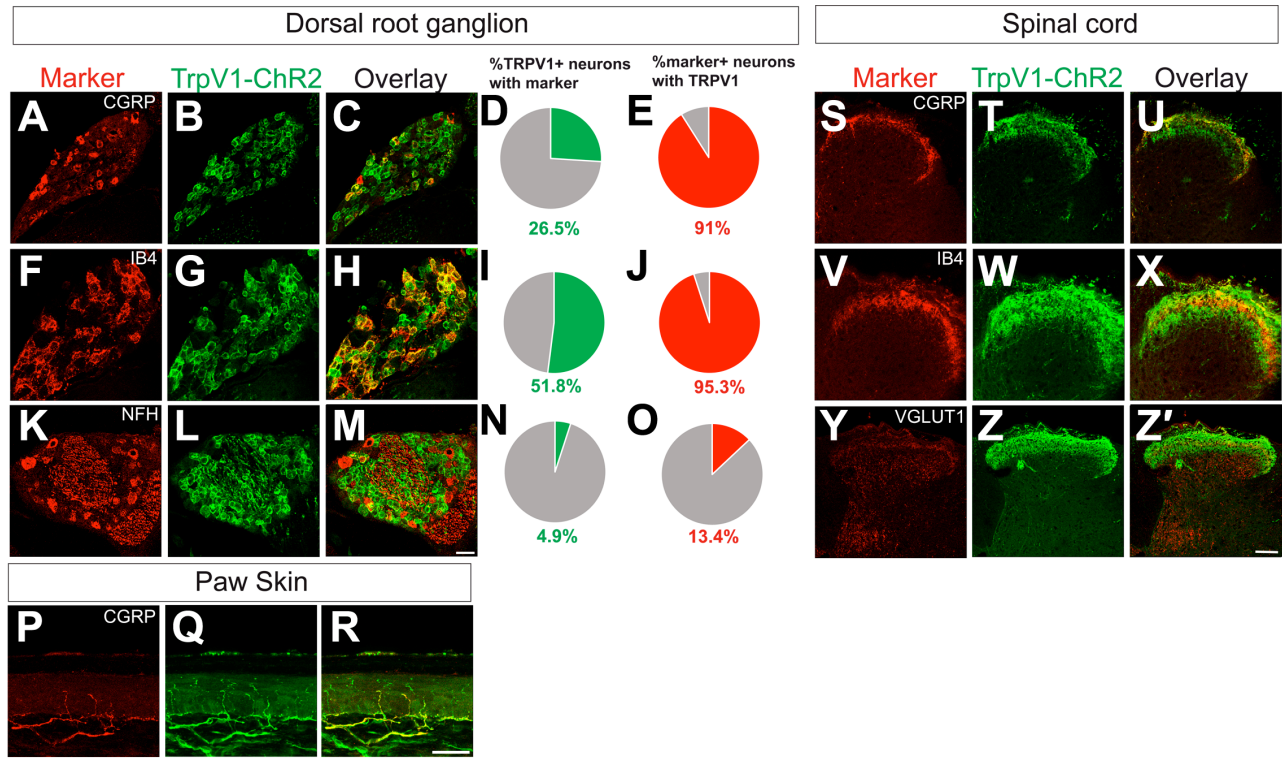 Dorsal root ganglion
Spinal cord
Marker TrpV1-ChR2 Overlay
%TRPV1+ neurons
with marker
%marker+ neurons
with TRPV1
Marker TrpV1-ChR2 Overlay
A CGRP B C D E
26.5% 91%
F IB4 G H I J
51.8% 95.3%
K NFH L M N O
4.9% 13.4%
S CGRP T U
V IB4 W X
Y VGLUT1 Z Z′
Paw Skin
P CGRP Q R